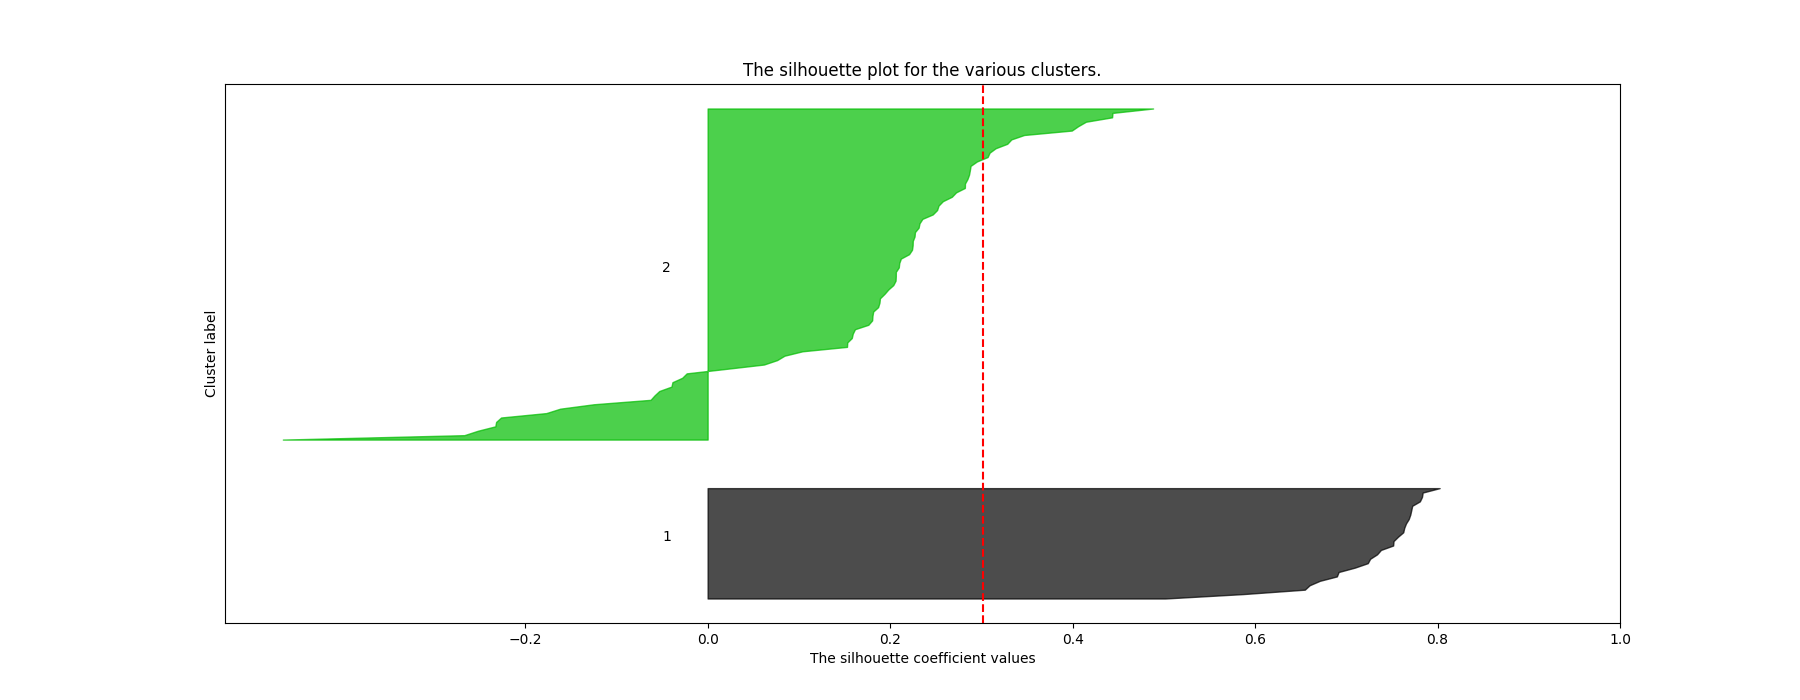 The silhouette plot for the various clusters.
2
1
Cluster label
−0.2 0.0 0.2 0.4 0.6 0.8 1.0
The silhouette coefficient values